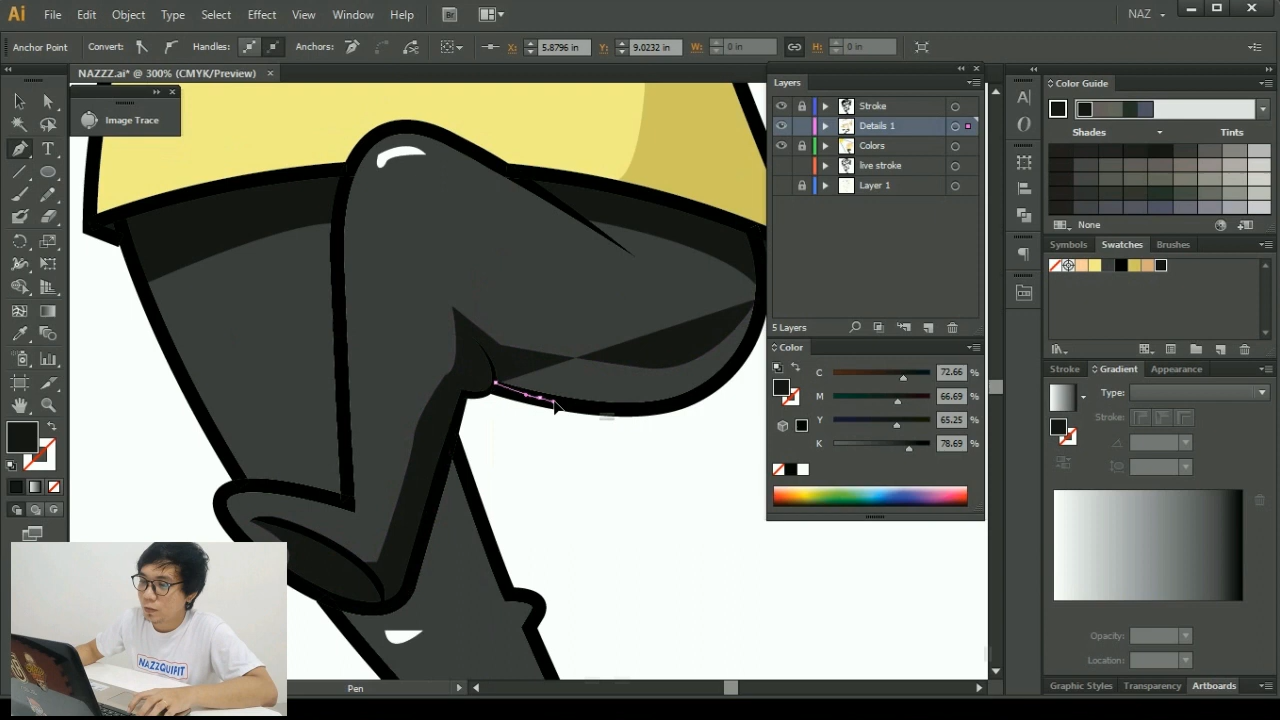 Ai File Edit Object Type Select Effect View Window Help Br NAZ
Anchor Point Convert: Handles: Anchors: X: 5.8796 in Y: 9.0232 in W: 0 in H: 0 in
NAZZZ.ai* @ 300% (CMYK/Preview)
Image Trace
Layers
Stroke
Details 1
Colors
live stroke
Layer 1
5 Layers
Color
C 72.66 %
M 66.69 %
Y 65.25 %
K 78.69 %
Color Guide
Shades Tints
None
Symbols Swatches Brushes
Stroke Gradient Appearance
Type:
Stroke:
Opacity:
Location:
Graphic Styles Transparency Artboards
Pen
NAZZQUIFIT